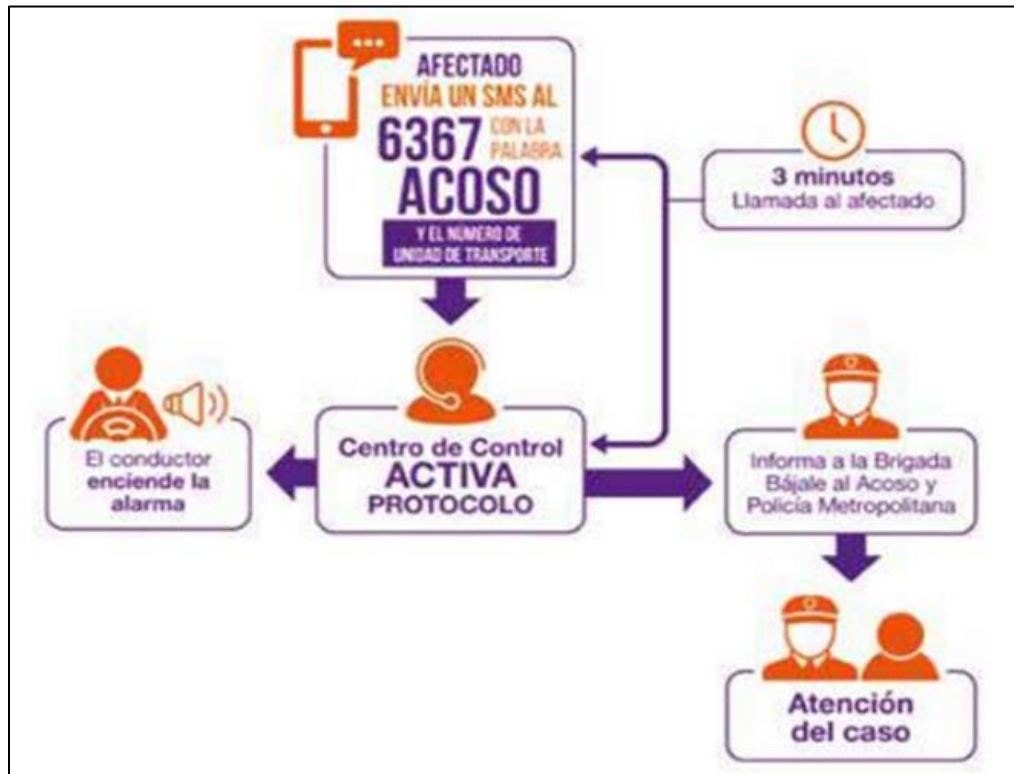 AFECTADO
ENVÍA UN SMS AL
6367 CON LA
PALABRA
ACOSO
Y EL NÚMERO DE
UNIDAD DE TRANSPORTE
3 minutos
Llamada al afectado
El conductor
enciende la
alarma
Centro de Control
ACTIVA
PROTOCOLO
Informa a la Brigada
Bájale al Acoso y
Policía Metropolitana
Atención
del caso